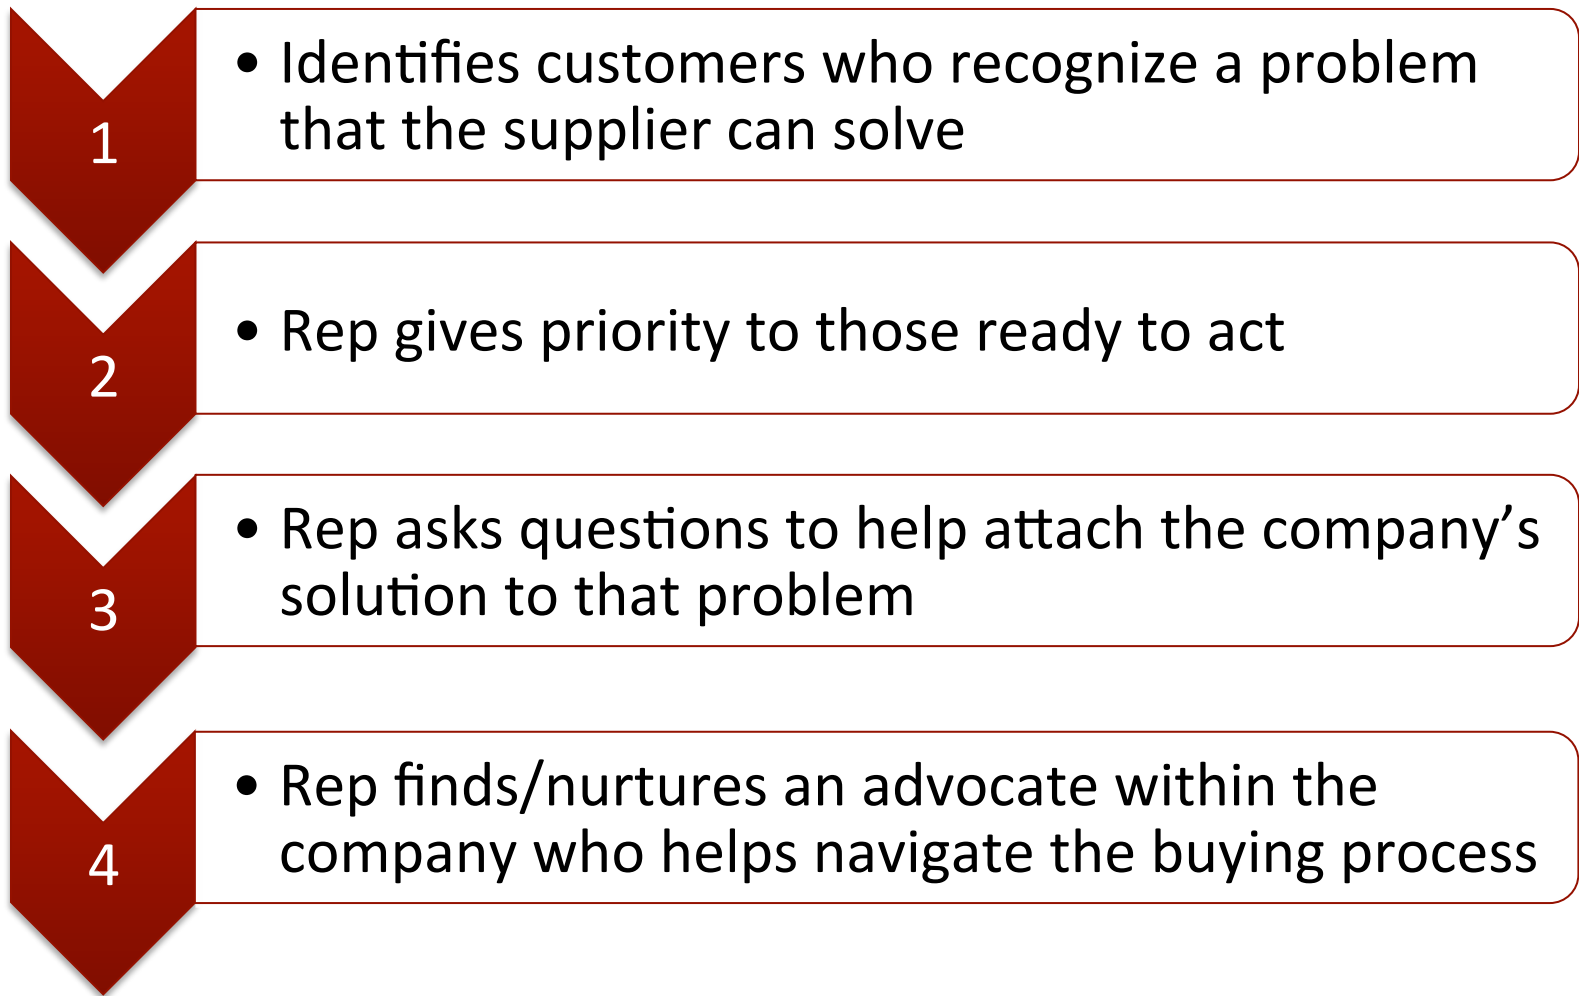 1
• Identifies customers who recognize a problem
that the supplier can solve
2
• Rep gives priority to those ready to act
3
• Rep asks questions to help attach the company’s
solution to that problem
4
• Rep finds/nurtures an advocate within the
company who helps navigate the buying process